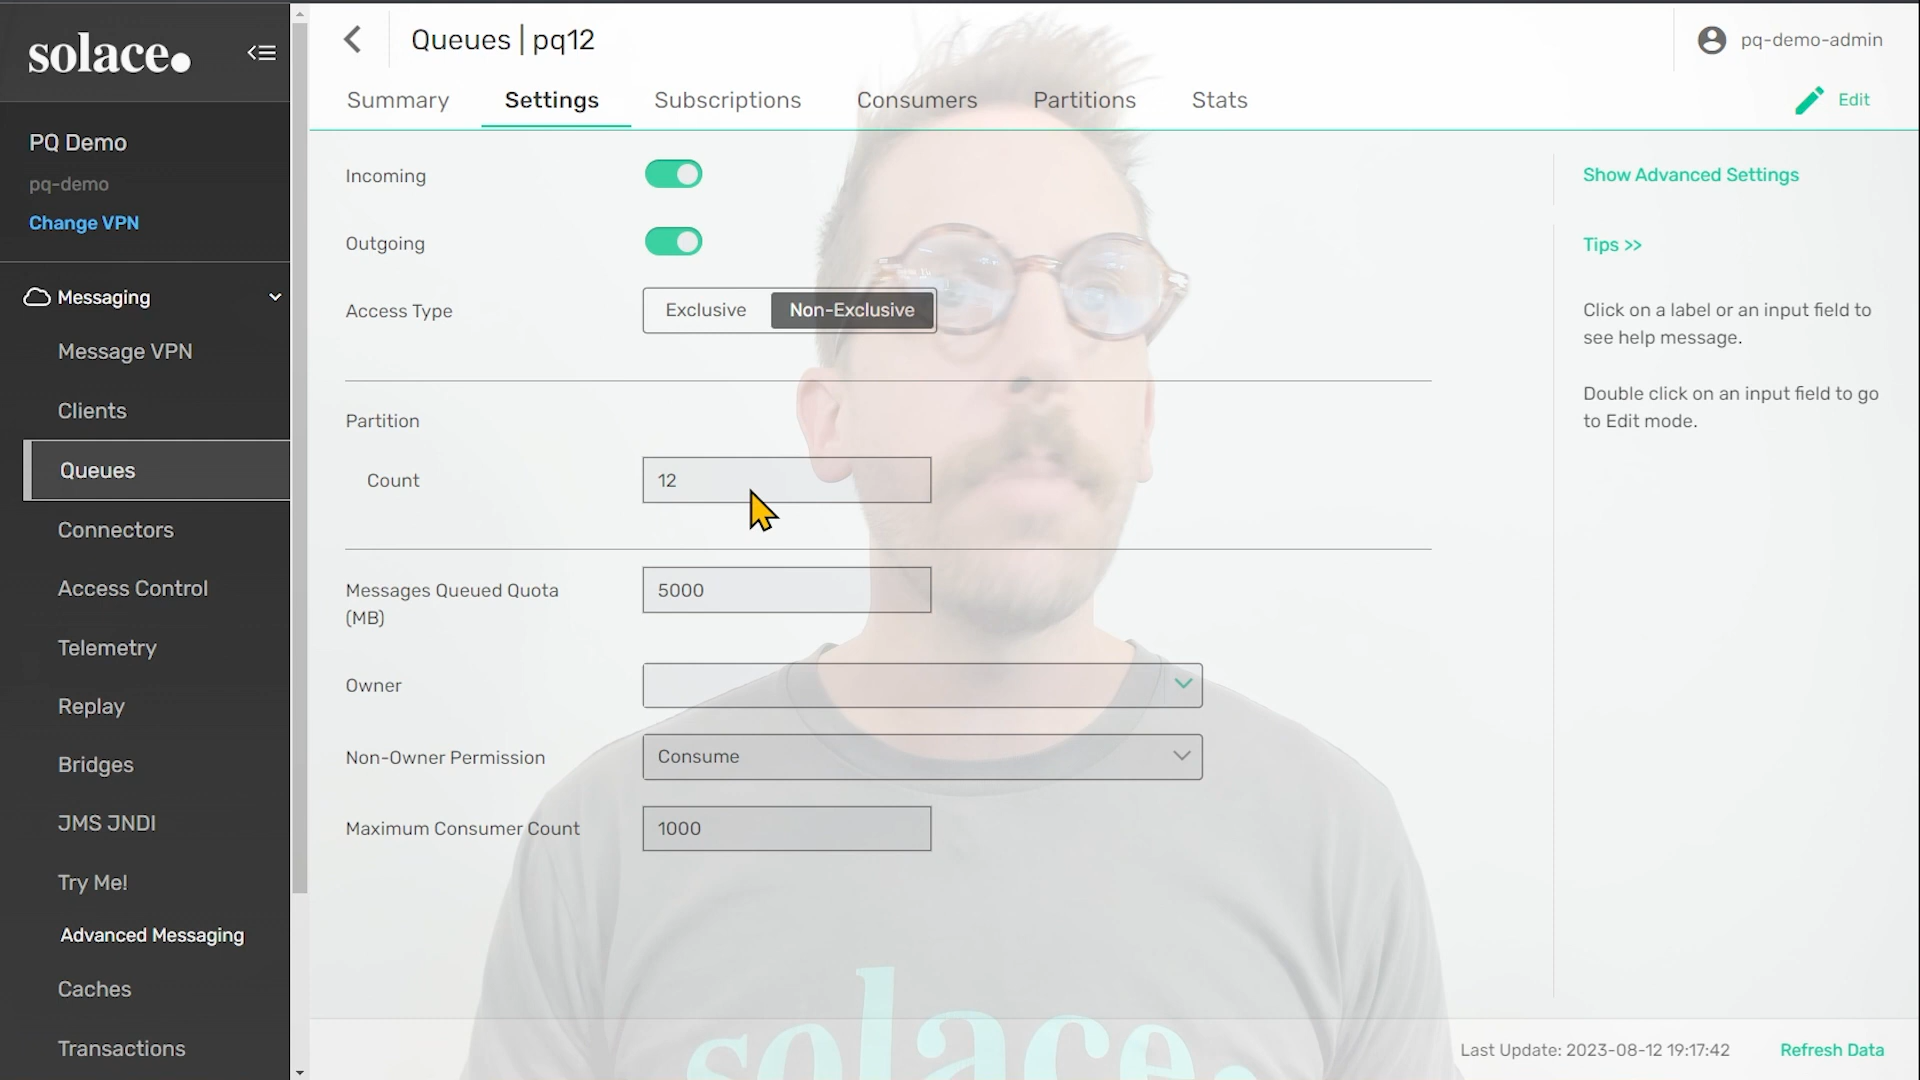 solace.
Queues | pq12
pq-demo-admin
Summary
Settings
Subscriptions
Consumers
Partitions
Stats
Edit
PQ Demo
pq-demo
Change VPN
Messaging
Message VPN
Clients
Queues
Connectors
Access Control
Telemetry
Replay
Bridges
JMS JNDI
Try Me!
Advanced Messaging
Caches
Transactions
Incoming
Outgoing
Access Type
Exclusive
Non-Exclusive
Partition
Count
12
Messages Queued Quota
(MB)
5000
Owner
Non-Owner Permission
Consume
Maximum Consumer Count
1000
Show Advanced Settings
Tips >>
Click on a label or an input field to
see help message.
Double click on an input field to go
to Edit mode.
solace.
Last Update: 2023-08-12 19:17:42
Refresh Data